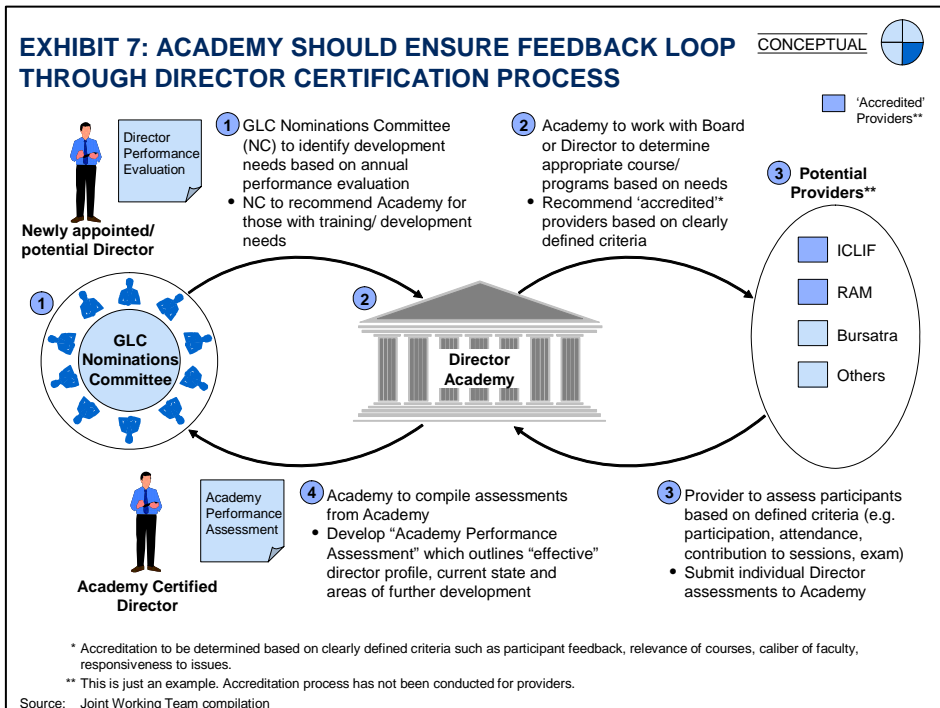 EXHIBIT 7: ACADEMY SHOULD ENSURE FEEDBACK LOOP
THROUGH DIRECTOR CERTIFICATION PROCESS
CONCEPTUAL
'Accredited'
Providers**
Director
Performance
Evaluation
Newly appointed/
potential Director
1 GLC Nominations Committee
(NC) to identify development
needs based on annual
performance evaluation
• NC to recommend Academy for
those with training/ development
needs
2 Academy to work with Board
or Director to determine
appropriate course/
programs based on needs
• Recommend 'accredited'*
providers based on clearly
defined criteria
3 Potential
Providers**
ICLIF
RAM
Bursatra
Others
1
GLC
Nominations
Committee
2
Director
Academy
Academy
Performance
Assessment
Academy Certified
Director
4 Academy to compile assessments
from Academy
• Develop “Academy Performance
Assessment” which outlines “effective”
director profile, current state and
areas of further development
3 Provider to assess participants
based on defined criteria (e.g.
participation, attendance,
contribution to sessions, exam)
• Submit individual Director
assessments to Academy
* Accreditation to be determined based on clearly defined criteria such as participant feedback, relevance of courses, caliber of faculty,
responsiveness to issues.
** This is just an example. Accreditation process has not been conducted for providers.
Source: Joint Working Team compilation